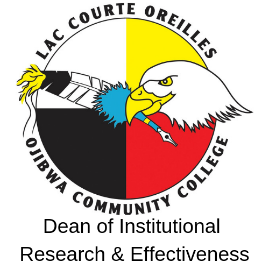 LAC COURTE OREILLES
OJIBWA COMMUNITY COLLEGE
Dean of Institutional
Research & Effectiveness